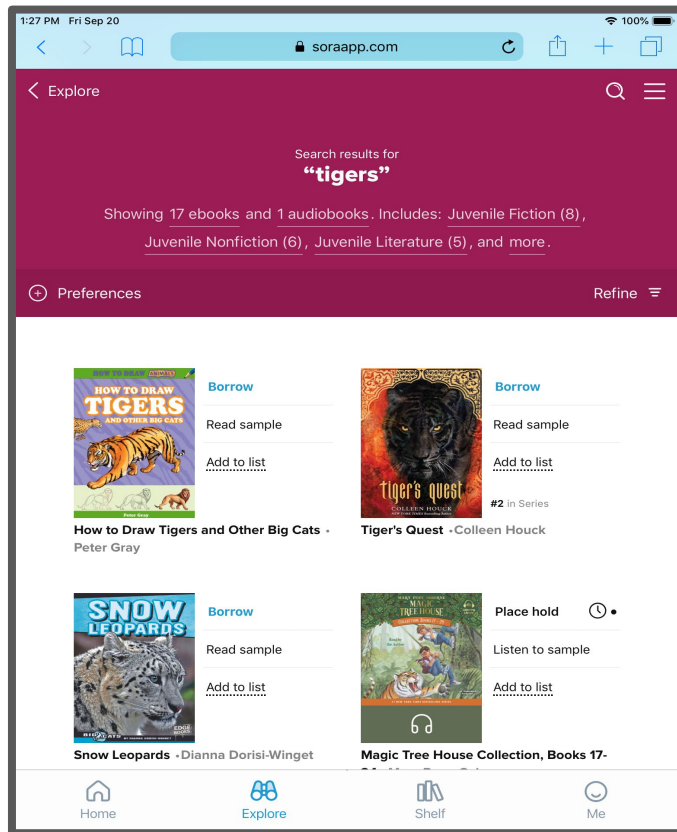 1:27 PM Fri Sep 20
100%
soraapp.com
Explore
Search results for
“tigers”
Showing 17 ebooks and 1 audiobooks. Includes: Juvenile Fiction (8),
Juvenile Nonfiction (6), Juvenile Literature (5), and more.
Preferences
Refine
HOW TO DRAW ANIMALS
HOW TO DRAW
TIGERS
AND OTHER BIG CATS
Peter Gray
Borrow
Read sample
Add to list
How to Draw Tigers and Other Big Cats •
Peter Gray
tiger's quest
COLLEEN HOUCK
Borrow
Read sample
Add to list
#2 in Series
Tiger's Quest •Colleen Houck
SNOW
LEOPARDS
BIG CATS
EDGE
BOOKS
Borrow
Read sample
Add to list
Snow Leopards •Dianna Dorisi-Winget
MARY POPE OSBORNE
MAGIC
TREE HOUSE
Place hold
Listen to sample
Add to list
Magic Tree House Collection, Books 17-
Home
Explore
Shelf
Me